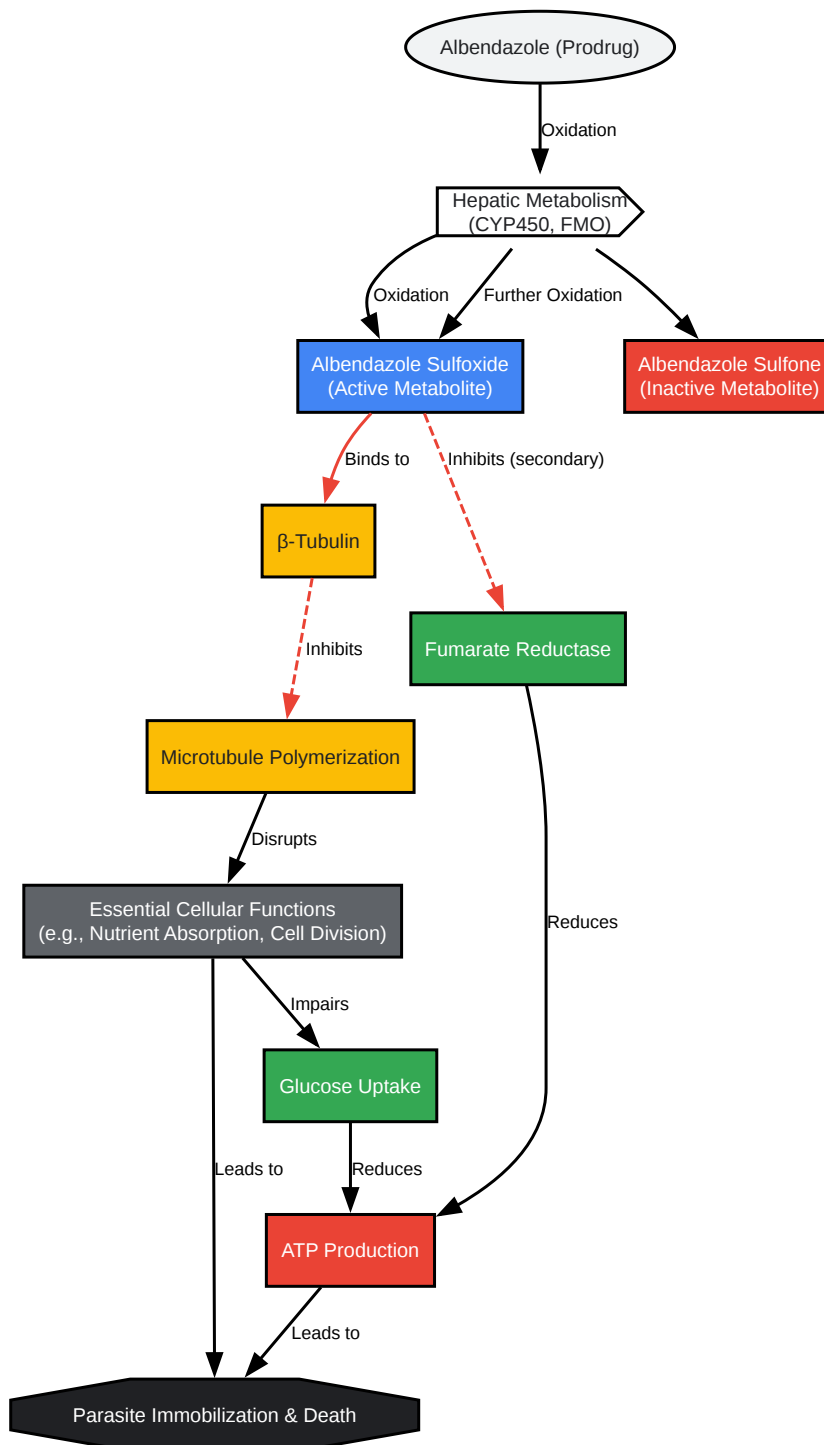 Albendazole (Prodrug)
Oxidation
Hepatic Metabolism
(CYP450, FMO)
Oxidation
Further Oxidation
Albendazole Sulfoxide
(Active Metabolite)
Albendazole Sulfone
(Inactive Metabolite)
Binds to
Inhibits (secondary)
β-Tubulin
Inhibits
Fumarate Reductase
Microtubule Polymerization
Disrupts
Essential Cellular Functions
(e.g., Nutrient Absorption, Cell Division)
Reduces
Impairs
Glucose Uptake
Leads to
Reduces
ATP Production
Leads to
Parasite Immobilization & Death